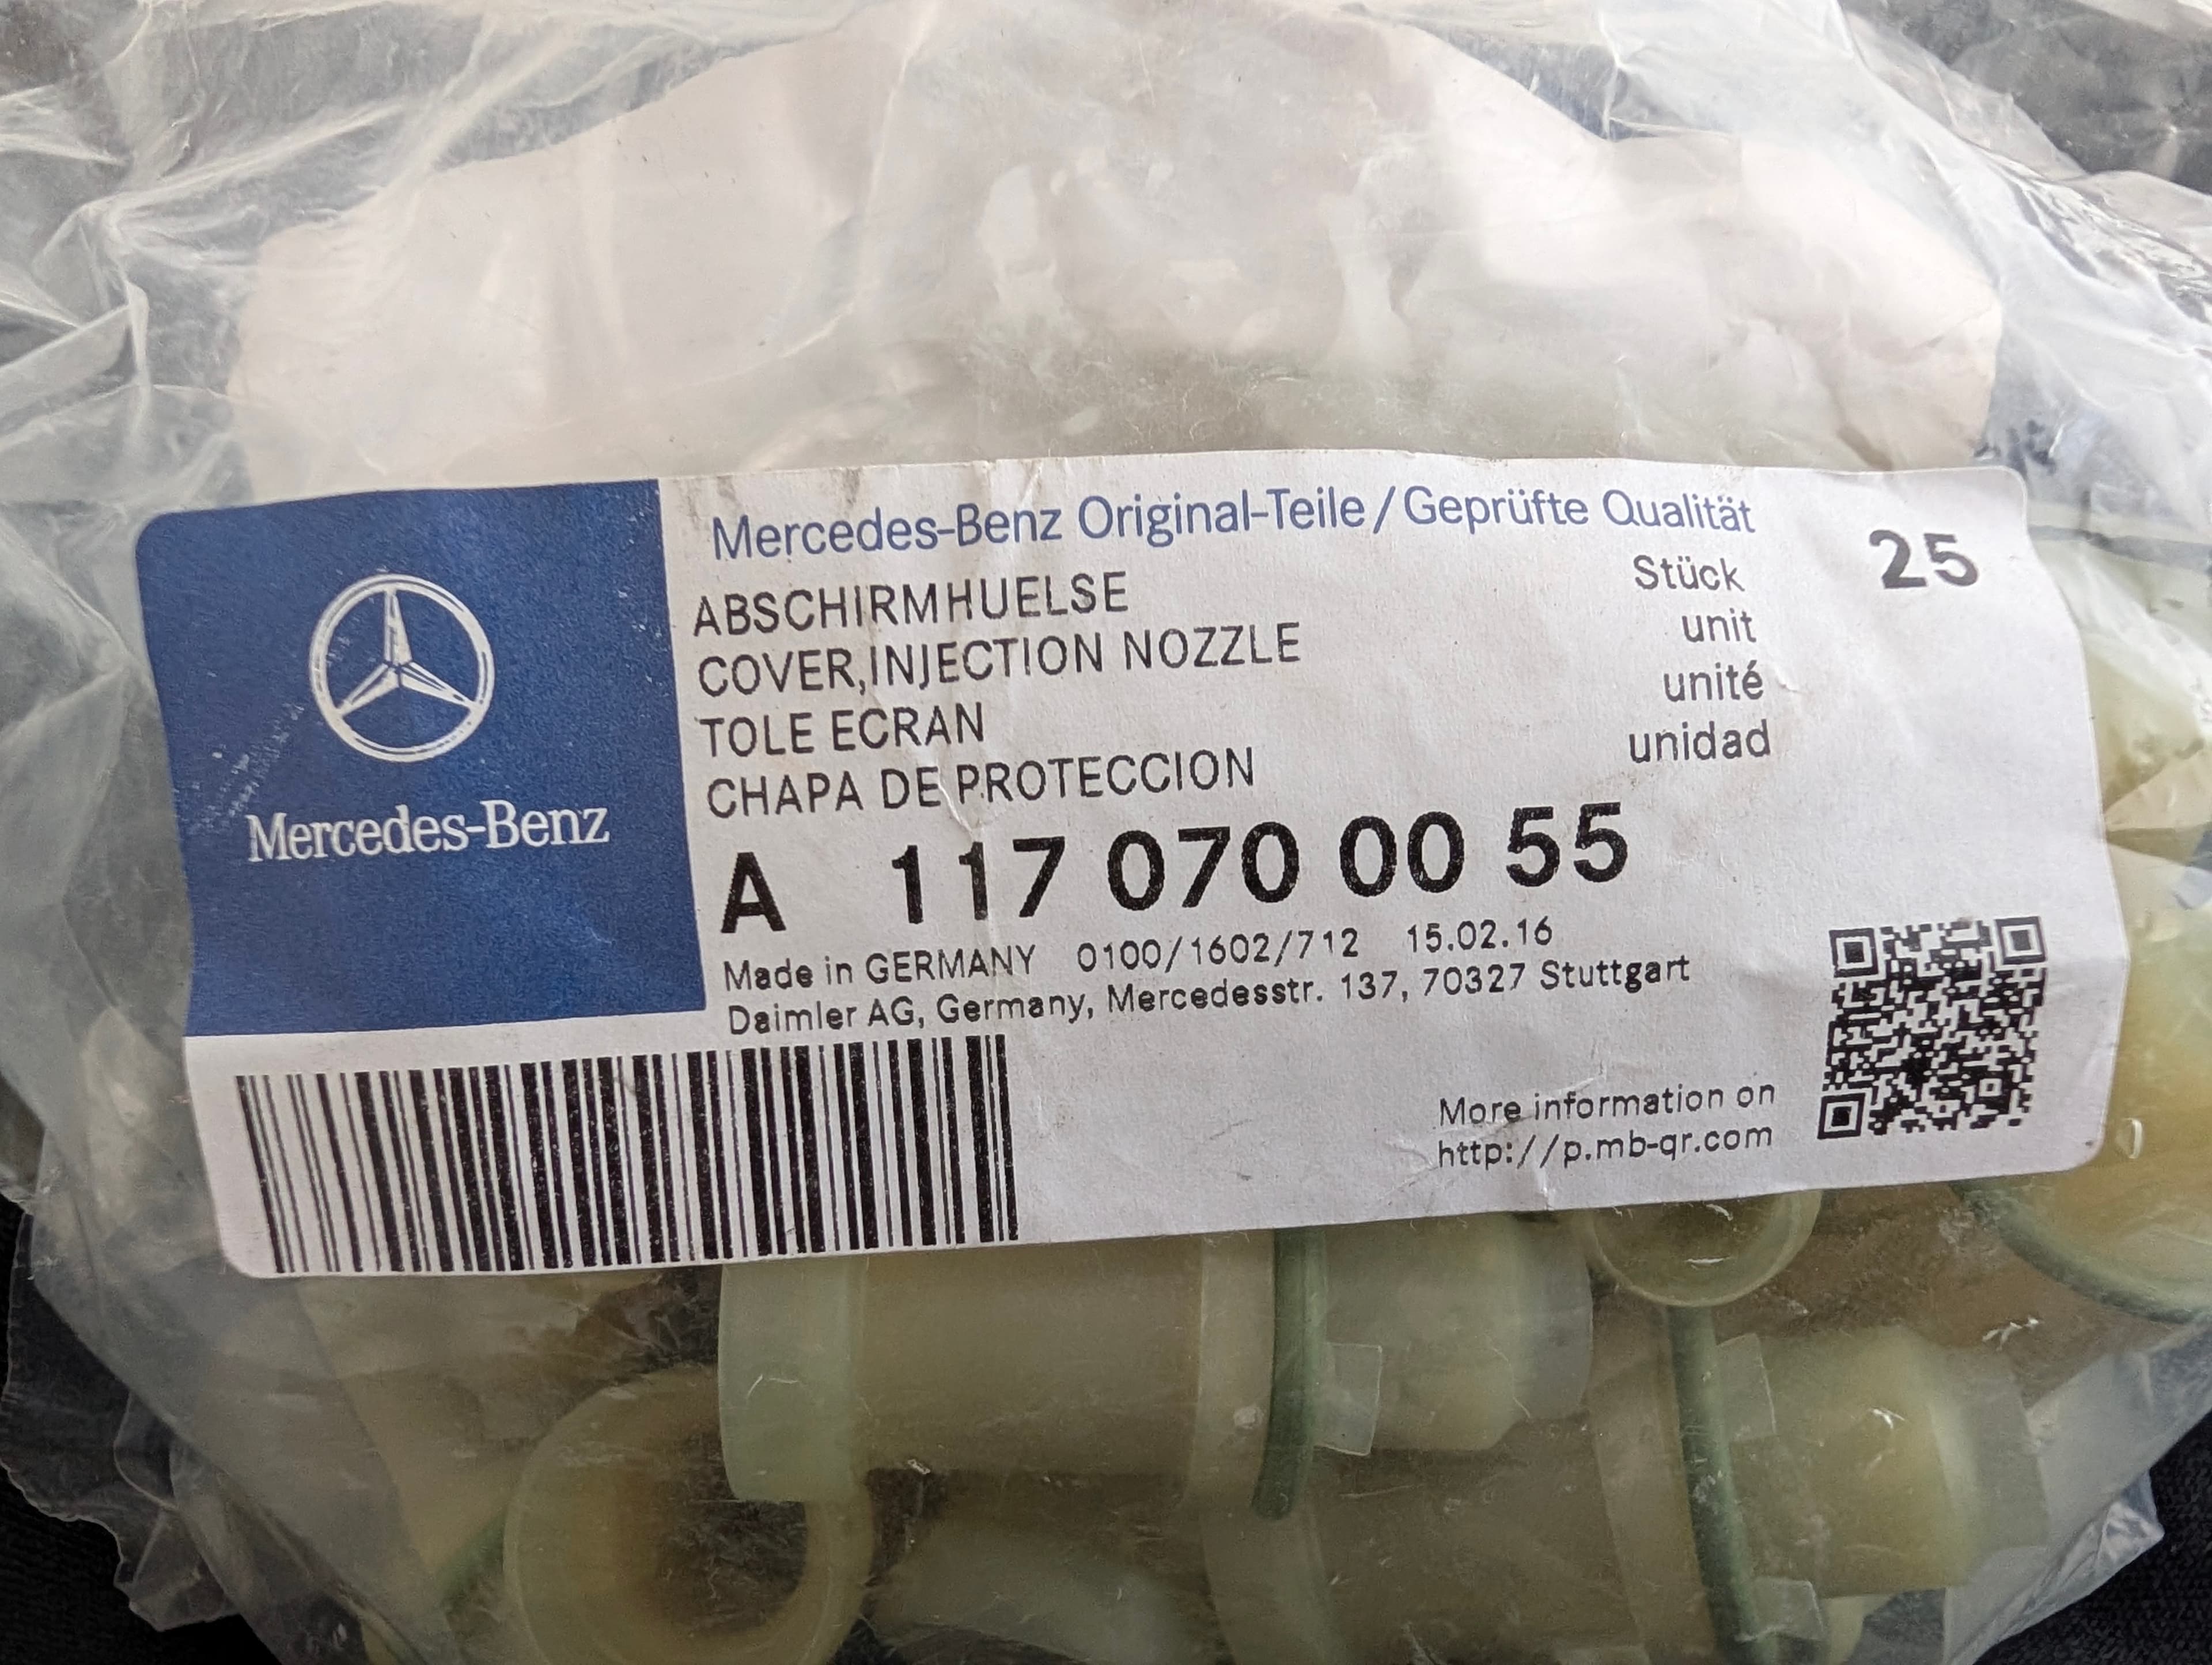 Mercedes-Benz
Mercedes-Benz Original-Teile/Geprüfte Qualität
ABSCHIRMHUELSE
COVER,INJECTION NOZZLE
TOLE ECRAN
CHAPA DE PROTECCION
Stück 25
unit
unité
unidad
A 117 070 00 55
Made in GERMANY 0100/1602/712 15.02.16
Daimler AG, Germany, Mercedesstr. 137, 70327 Stuttgart
More information on
http://p.mb-qr.com